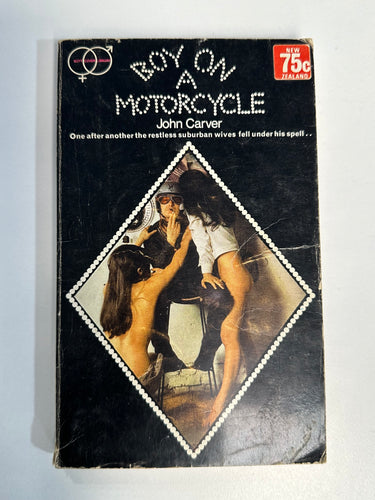 NEW
75c
ZEALAND
BOY ON
A
MOTORCYCLE
John Carver
One after another the restless suburban wives fell under his spell . .